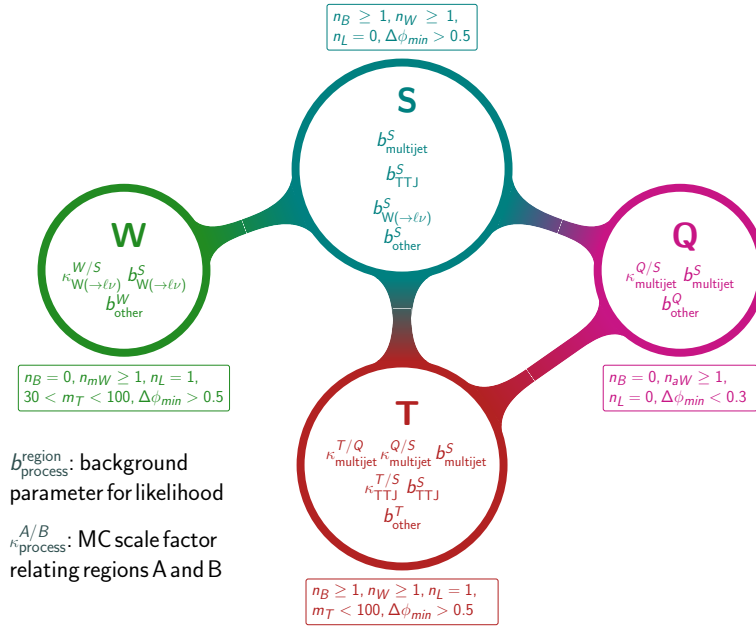 n_B ≥ 1, n_W ≥ 1,
n_L = 0, Δϕ_min > 0.5
S
b^S_multijet
b^S_TTJ
b^S_W(→ℓν)
b^S_other
W
κ^W/S_W(→ℓν) b^S_W(→ℓν)
b^W_other
n_B = 0, n_mW ≥ 1, n_L = 1,
30 < m_T < 100, Δϕ_min > 0.5
Q
κ^Q/S_multijet b^S_multijet
b^Q_other
n_B = 0, n_aW ≥ 1,
n_L = 0, Δϕ_min < 0.3
T
κ^T/Q_multijet κ^Q/S_multijet b^S_multijet
κ^T/S_TTJ b^S_TTJ
b^T_other
n_B ≥ 1, n_W ≥ 1, n_L = 1,
m_T < 100, Δϕ_min > 0.5
b^region_process: background
parameter for likelihood
κ^A/B_process: MC scale factor
relating regions A and B